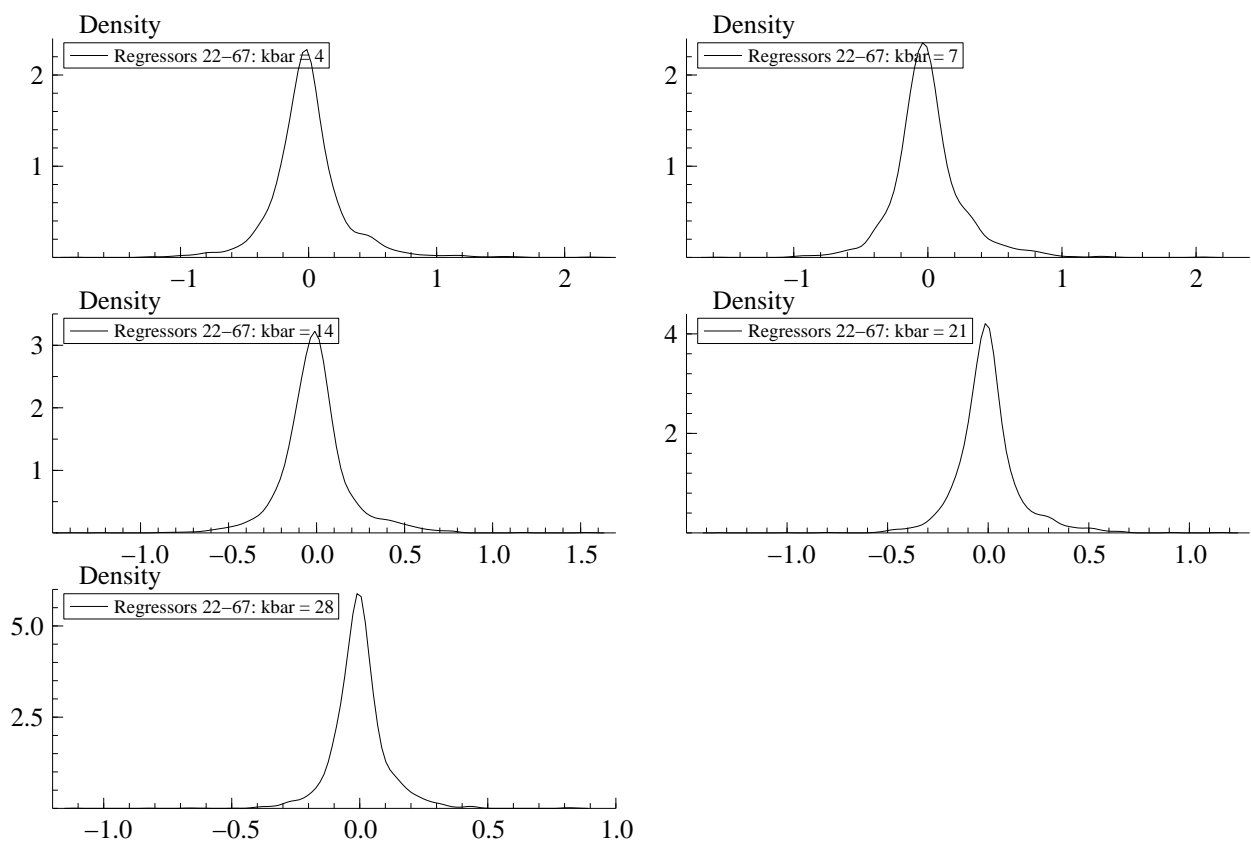 Density
Regressors 22−67: kbar = 4
2
1
−1 0 1 2
Density
Regressors 22−67: kbar = 7
2
1
−1 0 1 2
Density
Regressors 22−67: kbar = 14
3
2
1
−1.0 −0.5 0.0 0.5 1.0 1.5
Density
Regressors 22−67: kbar = 21
4
2
−1.0 −0.5 0.0 0.5 1.0
Density
Regressors 22−67: kbar = 28
5.0
2.5
−1.0 −0.5 0.0 0.5 1.0